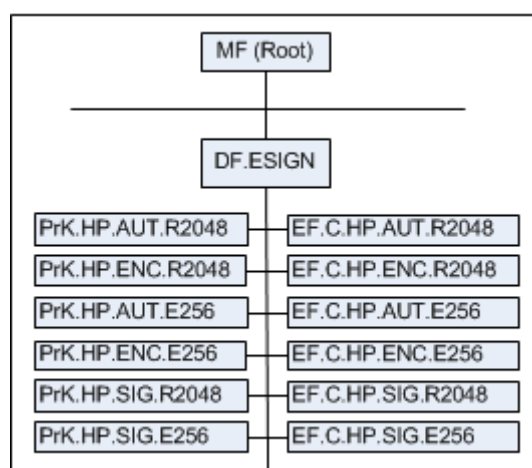 MF (Root)
DF.ESIGN
PrK.HP.AUT.R2048 EF.C.HP.AUT.R2048
PrK.HP.ENC.R2048 EF.C.HP.ENC.R2048
PrK.HP.AUT.E256 EF.C.HP.AUT.E256
PrK.HP.ENC.E256 EF.C.HP.ENC.E256
PrK.HP.SIG.R2048 EF.C.HP.SIG.R2048
PrK.HP.SIG.E256 EF.C.HP.SIG.E256